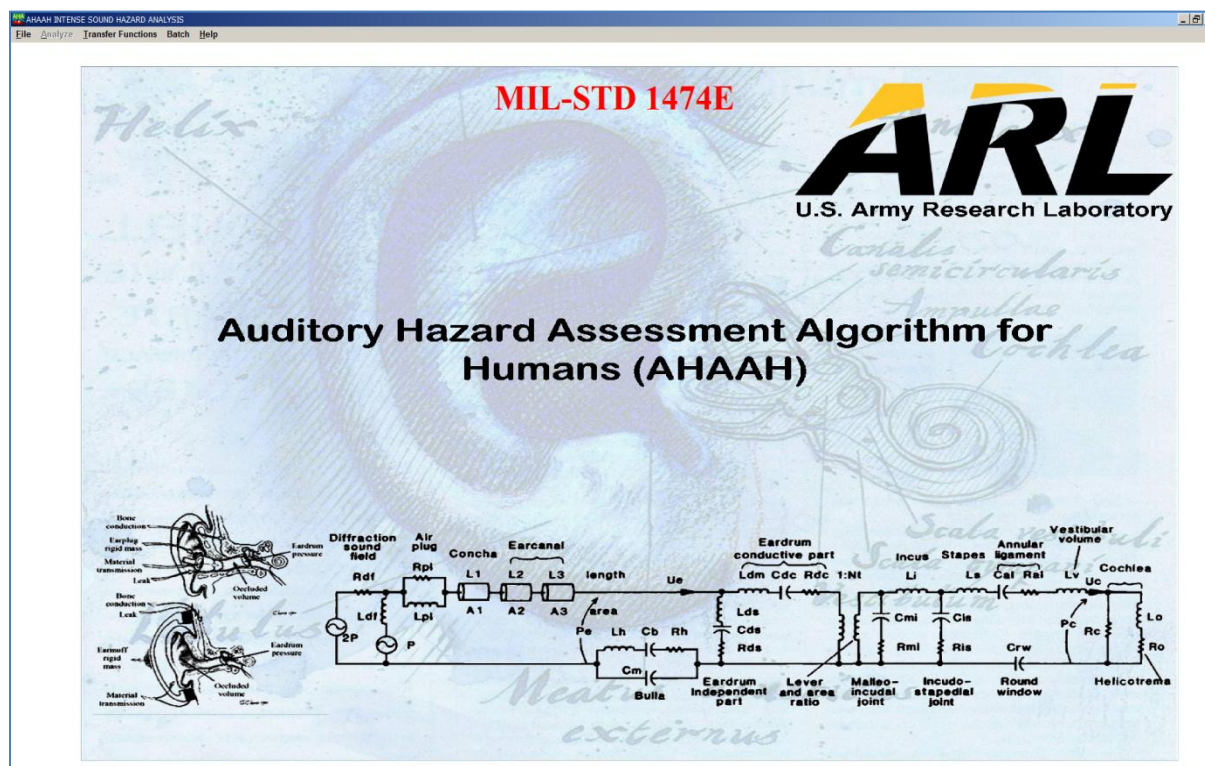 AHAAH INTENSE SOUND HAZARD ANALYSIS
File Analyze Transfer Functions Batch Help
MIL-STD 1474E
ARL
U.S. Army Research Laboratory
Helix
Canalis
semicircularis
Ampullae
Cochlea
Auditory Hazard Assessment Algorithm for
Humans (AHAAH)
Bone
conduction
Earplug
rigid mass
Material
transmission
Leak
Eardrum
pressure
Occluded
volume
Bone
conduction
Leak
Earmuff
rigid
mass
Material
transmission
Eardrum
pressure
Occluded
volume
Diffraction
sound
field
Air
plug
Concha
Earcanal
length
area
Eardrum
conductive part
Incus
Stapes
Annular
ligament
Vestibular
volume
Cochlea
Rdf
Rpl
L1
L2
L3
Ue
Ldm Cdc Rdc 1:Nt
Li
Ls
Cal Ral
Lv
Uc
Ldf
Lpl
A1
A2
A3
2P
P
Pe
Lh
Cb
Rh
Cm
Bulla
Lds
Cds
Rds
Cmi
Rmi
Cis
Ris
Crw
Pc
Rc
Lo
Ro
Eardrum
Independent
part
Lever
and area
ratio
Malleo-
incudal
joint
Incudo-
stapedial
joint
Round
window
Helicotrema
Meatus
externus